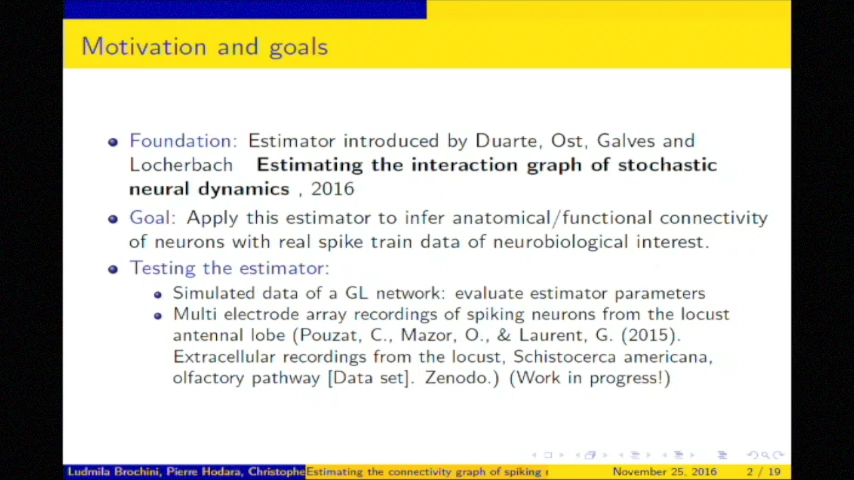 Motivation and goals
Foundation: Estimator introduced by Duarte, Ost, Galves and
Locherbach Estimating the interaction graph of stochastic
neural dynamics , 2016
Goal: Apply this estimator to infer anatomical/functional connectivity
of neurons with real spike train data of neurobiological interest.
Testing the estimator:
Simulated data of a GL network: evaluate estimator parameters
Multi electrode array recordings of spiking neurons from the locust
antennal lobe (Pouzat, C., Mazor, O., & Laurent, G. (2015).
Extracellular recordings from the locust, Schistocerca americana,
olfactory pathway [Data set]. Zenodo.) (Work in progress!)
Ludmila Brochini, Pierre Hodara, Christophe Estimating the connectivity graph of spiking November 25, 2016 2 / 19